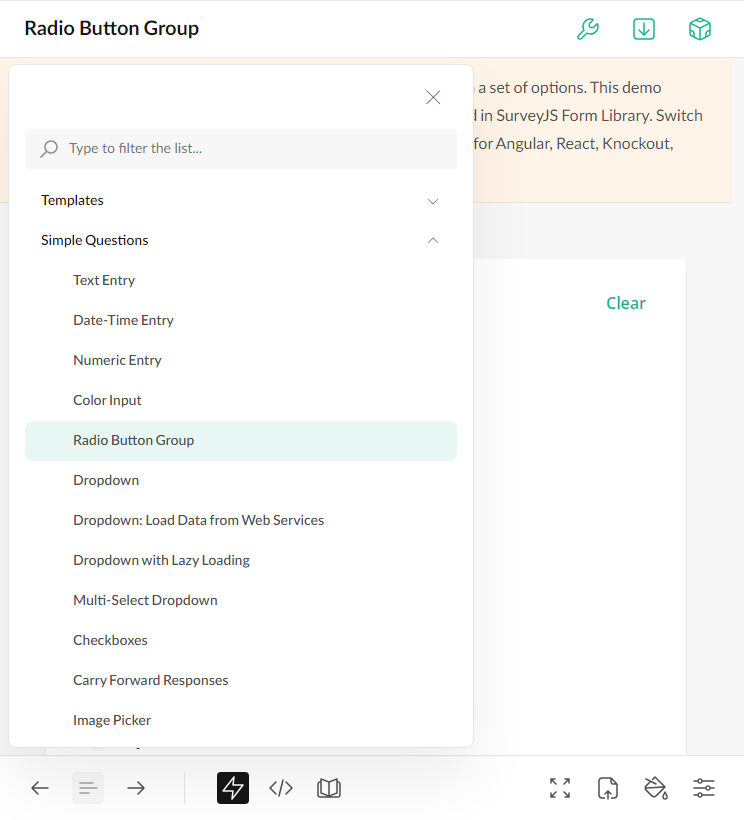 Radio Button Group
a set of options. This demo
in SurveyJS Form Library. Switch
for Angular, React, Knockout,
Type to filter the list...
Templates
Simple Questions
Text Entry
Date-Time Entry
Numeric Entry
Clear
Color Input
Radio Button Group
Dropdown
Dropdown: Load Data from Web Services
Dropdown with Lazy Loading
Multi-Select Dropdown
Checkboxes
Carry Forward Responses
Image Picker